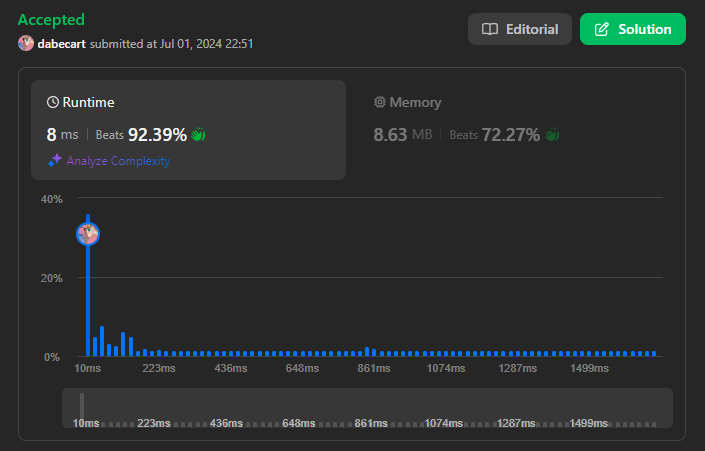 Accepted
dabecart submitted at Jul 01, 2024 22:51
Editorial
Solution
Runtime
8 ms | Beats 92.39%
Analyze Complexity
Memory
8.63 MB | Beats 72.27%
40%
20%
0%
10ms 223ms 436ms 648ms 861ms 1074ms 1287ms 1499ms
10ms 223ms 436ms 648ms 861ms 1074ms 1287ms 1499ms